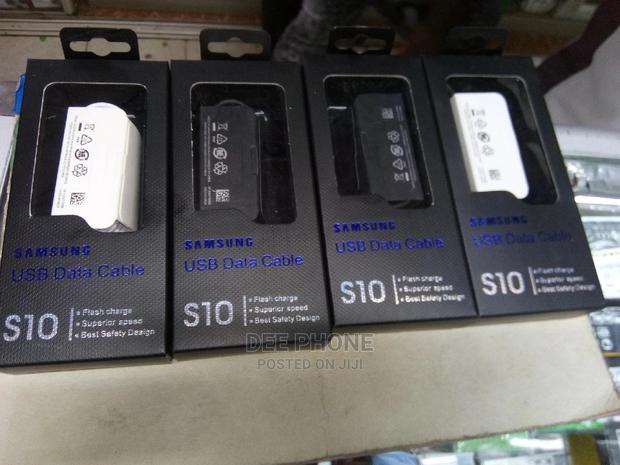 SAMSUNG
USB Data Cable
S10
Flash charge
Superior speed
Best Safety Design
SAMSUNG
USB Data Cable
S10
Flash charge
Superior speed
Best Safety Design
SAMSUNG
USB Data Cable
S10
Flash charge
Superior speed
Best Safety Design
SAMSUNG
USB Data Cable
S10
Flash charge
Superior speed
Best Safety Design
DEE PHONE
POSTED ON JIJI